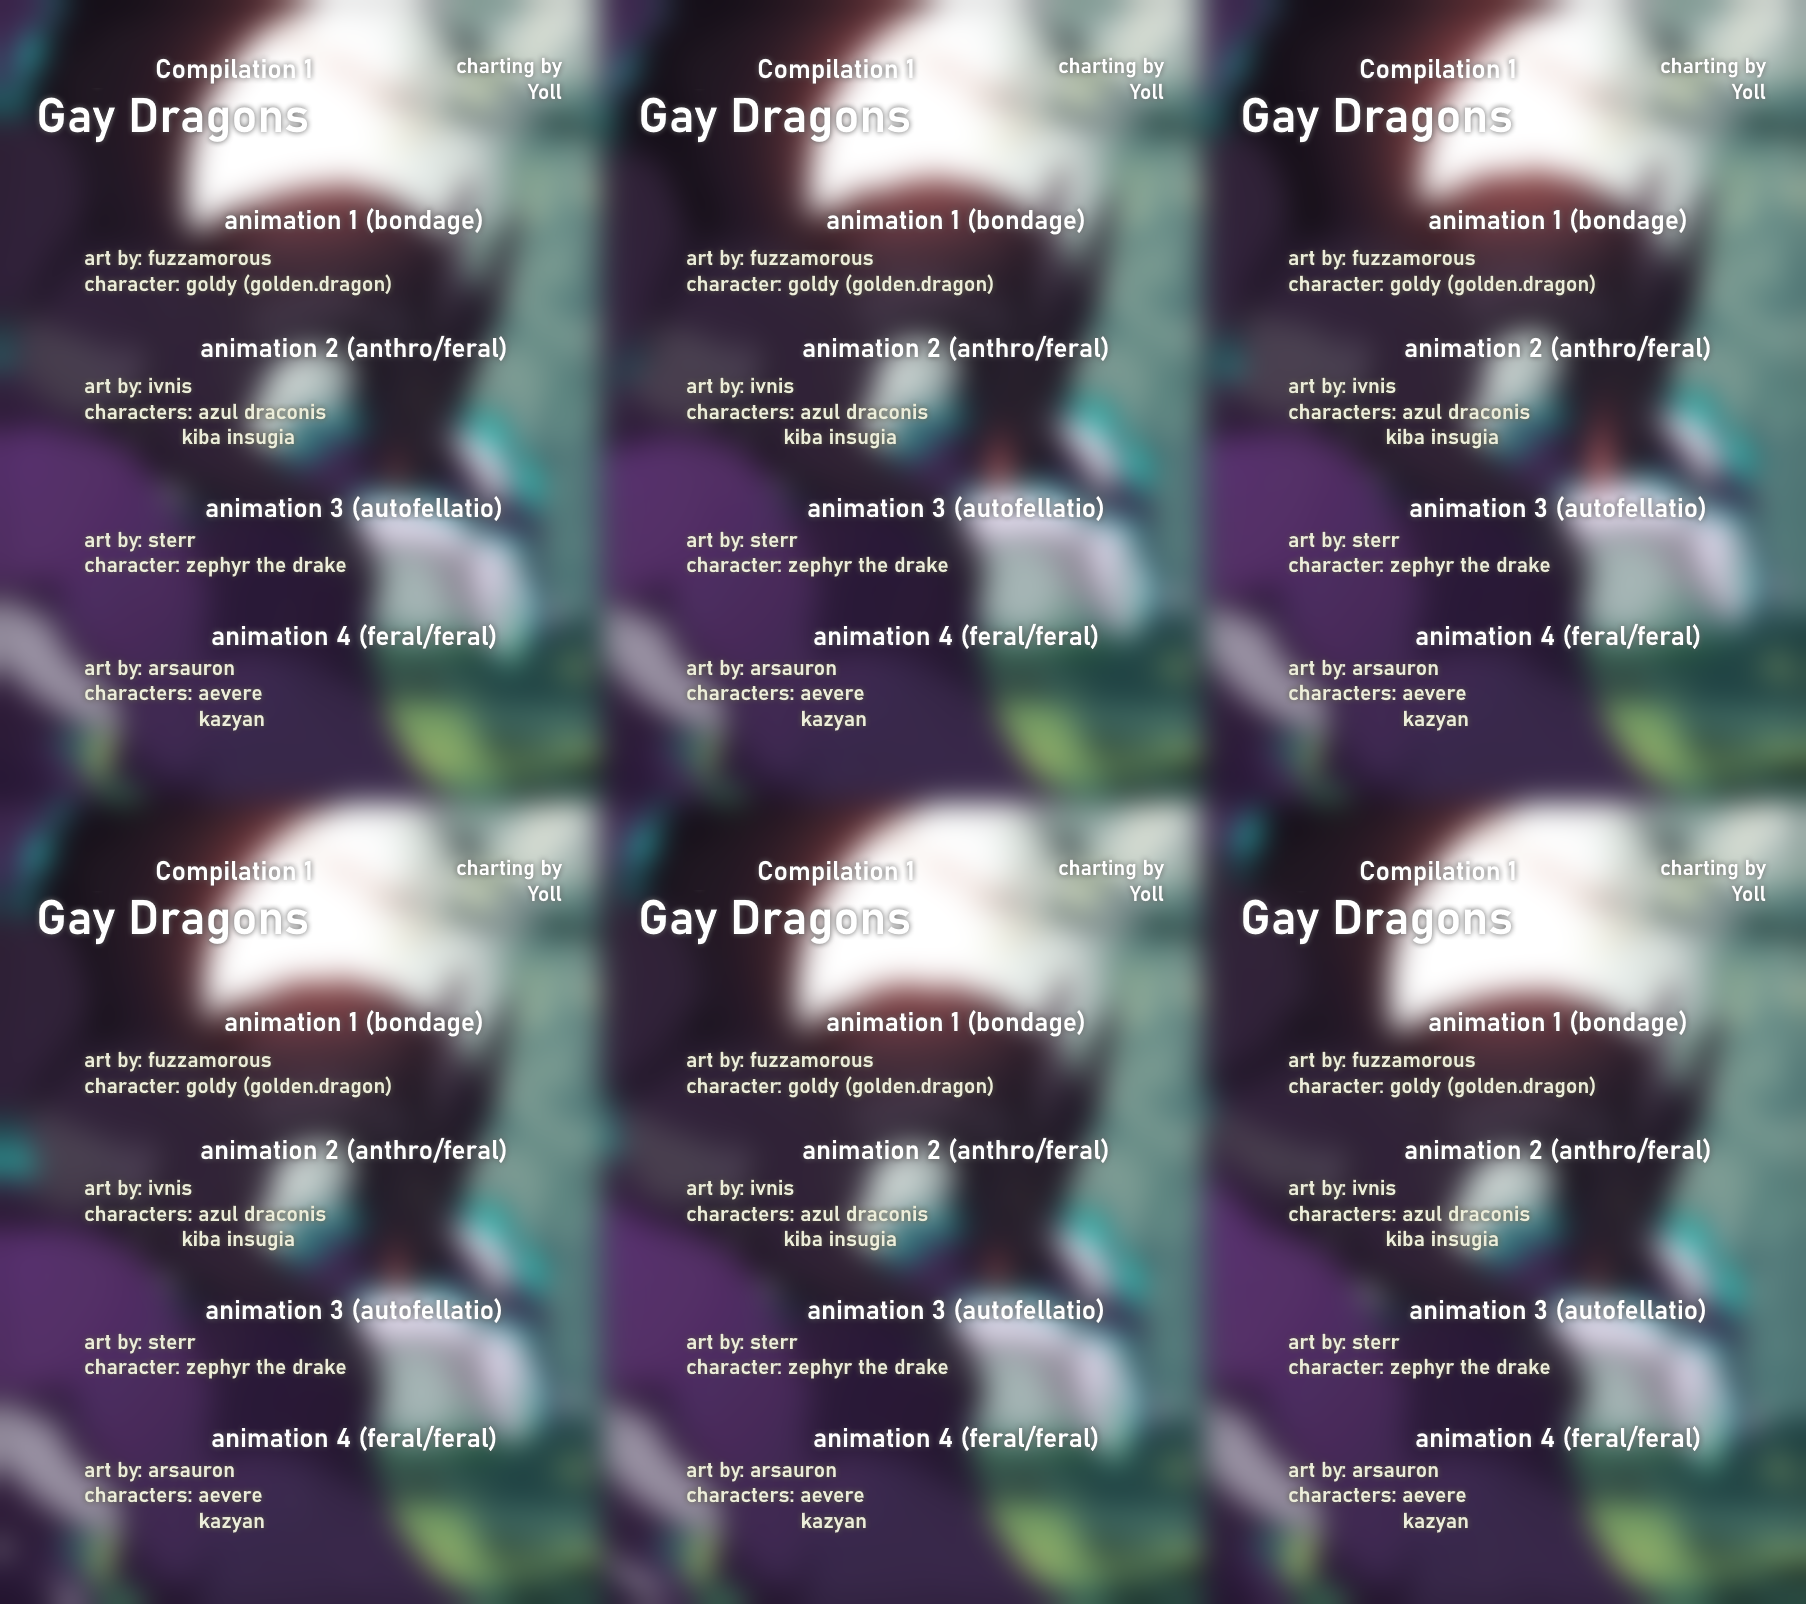 Compilation 1
charting by
Yoll
Gay Dragons
animation 1 (bondage)
art by: fuzzamorous
character: goldy (golden.dragon)
animation 2 (anthro/feral)
art by: ivnis
characters: azul draconis
kiba insugia
animation 3 (autofellatio)
art by: sterr
character: zephyr the drake
animation 4 (feral/feral)
art by: arsauron
characters: aevere
kazyan
Compilation 1
charting by
Yoll
Gay Dragons
animation 1 (bondage)
art by: fuzzamorous
character: goldy (golden.dragon)
animation 2 (anthro/feral)
art by: ivnis
characters: azul draconis
kiba insugia
animation 3 (autofellatio)
art by: sterr
character: zephyr the drake
animation 4 (feral/feral)
art by: arsauron
characters: aevere
kazyan
Compilation 1
charting by
Yoll
Gay Dragons
animation 1 (bondage)
art by: fuzzamorous
character: goldy (golden.dragon)
animation 2 (anthro/feral)
art by: ivnis
characters: azul draconis
kiba insugia
animation 3 (autofellatio)
art by: sterr
character: zephyr the drake
animation 4 (feral/feral)
art by: arsauron
characters: aevere
kazyan
Compilation 1
charting by
Yoll
Gay Dragons
animation 1 (bondage)
art by: fuzzamorous
character: goldy (golden.dragon)
animation 2 (anthro/feral)
art by: ivnis
characters: azul draconis
kiba insugia
animation 3 (autofellatio)
art by: sterr
character: zephyr the drake
animation 4 (feral/feral)
art by: arsauron
characters: aevere
kazyan
Compilation 1
charting by
Yoll
Gay Dragons
animation 1 (bondage)
art by: fuzzamorous
character: goldy (golden.dragon)
animation 2 (anthro/feral)
art by: ivnis
characters: azul draconis
kiba insugia
animation 3 (autofellatio)
art by: sterr
character: zephyr the drake
animation 4 (feral/feral)
art by: arsauron
characters: aevere
kazyan
Compilation 1
charting by
Yoll
Gay Dragons
animation 1 (bondage)
art by: fuzzamorous
character: goldy (golden.dragon)
animation 2 (anthro/feral)
art by: ivnis
characters: azul draconis
kiba insugia
animation 3 (autofellatio)
art by: sterr
character: zephyr the drake
animation 4 (feral/feral)
art by: arsauron
characters: aevere
kazyan